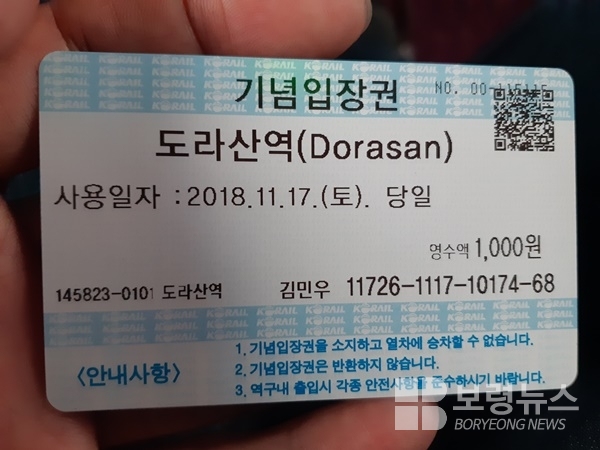 기념입장권
NO. 00
도라산역(Dorasan)
사용일자 : 2018.11.17.(토). 당일
영수액 1,000원
145823-0101 도라산역 김민우 11726-1117-10174-68
<안내사항>
1. 기념입장권을 소지하고 열차에 승차할 수 없습니다.
2. 기념입장권은 반환하지 않습니다.
3. 역구내 출입시 각종 안전사항을 준수하시기 바랍니다.
보령뉴스
BORYEONG NEWS